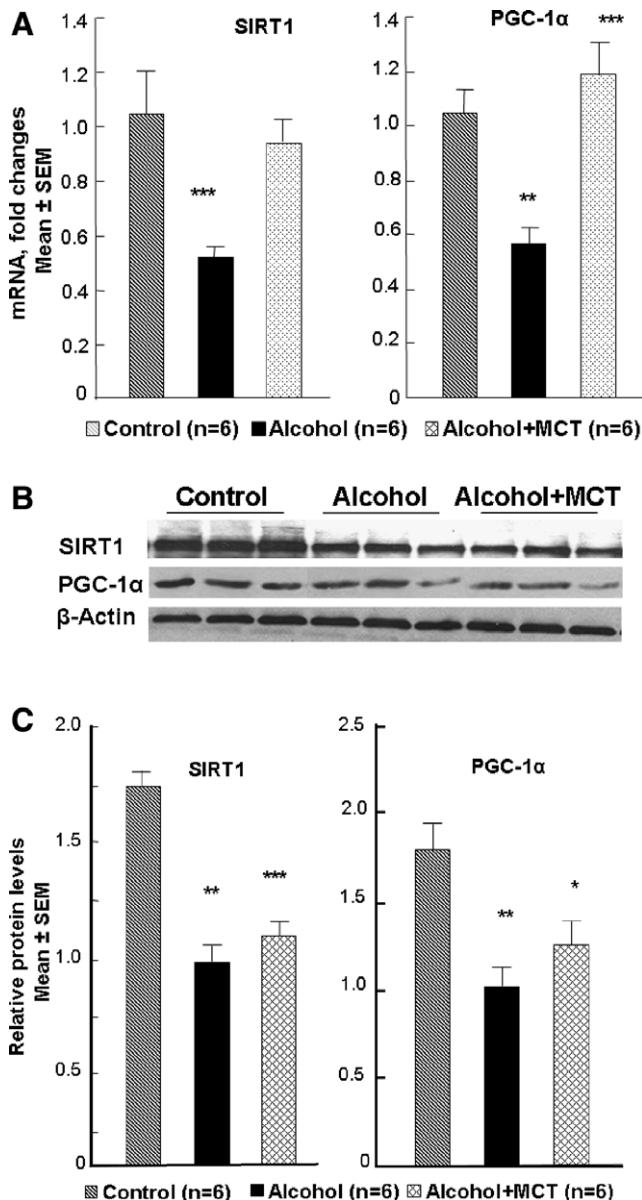 A
SIRT1
PGC-1α
mRNA, fold changes
Mean ± SEM
1.4
1.2
1.0
0.8
0.6
0.4
0.2
0
***
1.4
1.2
1.0
0.8
0.6
0.4
0.2
0
**
***
Control (n=6) Alcohol (n=6) Alcohol+MCT (n=6)
B
Control Alcohol Alcohol+MCT
SIRT1
PGC-1α
β-Actin
C
SIRT1
PGC-1α
Relative protein levels
Mean ± SEM
2.0
1.5
1.0
0.5
0
**
***
2.5
2.0
1.5
1.0
0.5
0
**
*
Control (n=6) Alcohol (n=6) Alcohol+MCT (n=6)